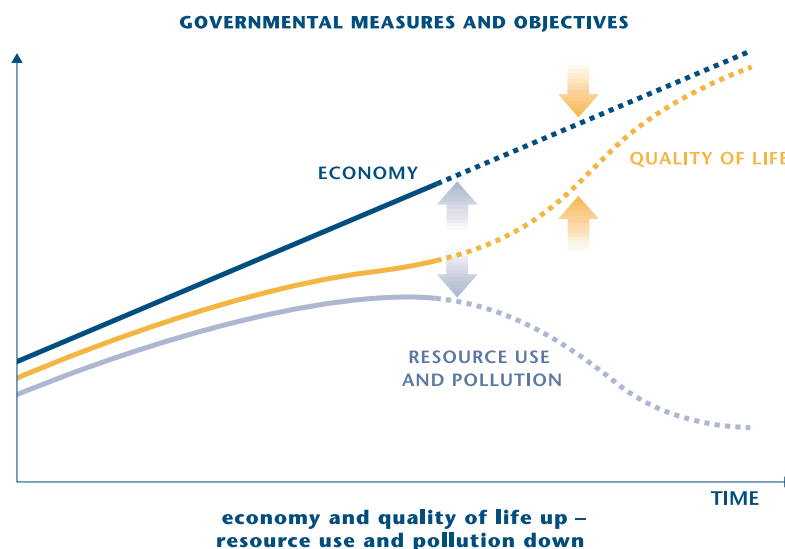 GOVERNMENTAL MEASURES AND OBJECTIVES
ECONOMY
QUALITY OF LIFE
RESOURCE USE
AND POLLUTION
TIME
economy and quality of life up –
resource use and pollution down